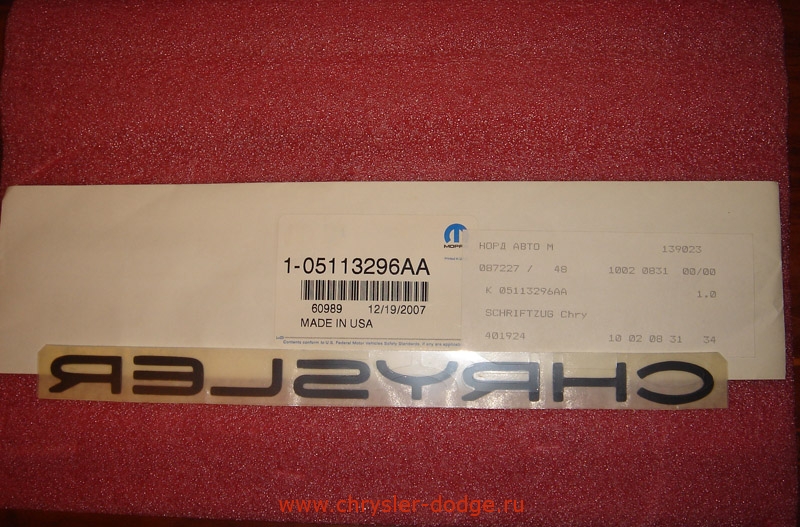 MOPAR
1-05113296AA
60989 12/19/2007
MADE IN USA
НОРД АВТО М 139023
087227 / 48 1002 0831 00/00
K 05113296AA 1.0
SCHRIFTZUG Chry
401924 10 02 08 31 34
CHRYSLER
www.chrysler-dodge.ru